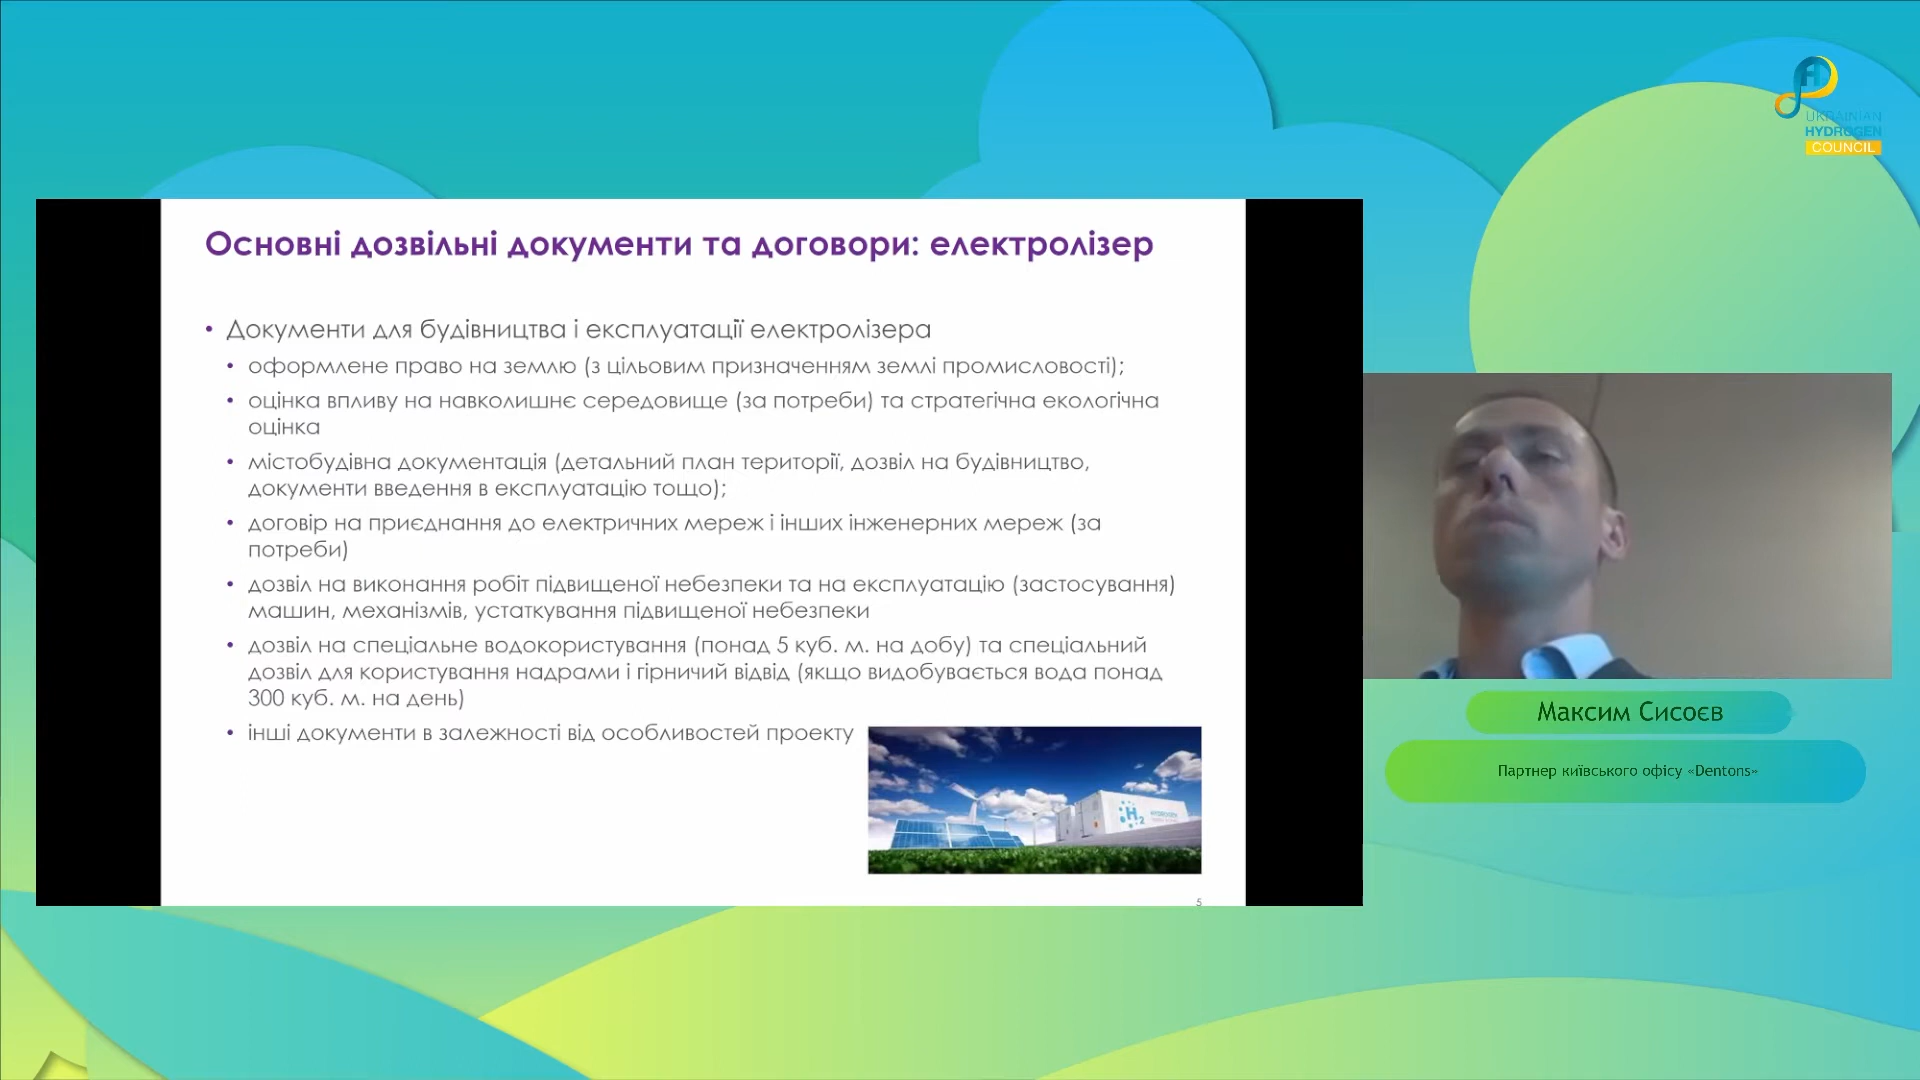 UKRAINIAN
HYDROGEN
COUNCIL
Основні дозвільні документи та договори: електролізер
• Документи для будівництва і експлуатації електролізера
• оформлене право на землю (з цільовим призначенням землі промисловості);
• оцінка впливу на навколишнє середовище (за потреби) та стратегічна екологічна
оцінка
• містобудівна документація (детальний план території, дозвіл на будівництво,
документи введення в експлуатацію тощо);
• договір на приєднання до електричних мереж і інших інженерних мереж (за
потреби)
• дозвіл на виконання робіт підвищеної небезпеки та на експлуатацію (застосування)
машин, механізмів, устаткування підвищеної небезпеки
• дозвіл на спеціальне водокористування (понад 5 куб. м. на добу) та спеціальний
дозвіл для користування надрами і гірничий відвід (якщо видобувається вода понад
300 куб. м. на день)
• інші документи в залежності від особливостей проекту
H2
5
Максим Сисоєв
Партнер київського офісу «Dentons»